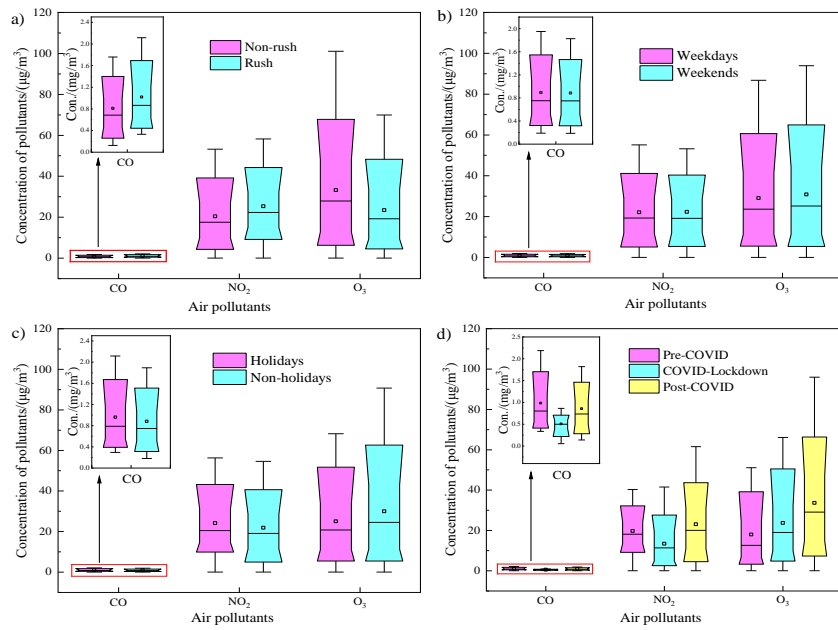 a)
Non-rush
Rush
Con./(mg/m³)
2.4
2.0
1.6
1.2
0.8
0.4
0.0
CO
Concentration of pollutants/(μg/m³)
120
100
80
60
40
20
0
CO
NO₂
O₃
Air pollutants
b)
Weekdays
Weekends
Con./(mg/m³)
2.0
1.6
1.2
0.8
0.4
0.0
CO
Concentration of pollutants/(μg/m³)
120
100
80
60
40
20
0
CO
NO₂
O₃
Air pollutants
c)
Holidays
Non-holidays
Con./(mg/m³)
2.4
2.0
1.6
1.2
0.8
0.4
0.0
CO
Concentration of pollutants/(μg/m³)
120
100
80
60
40
20
0
CO
NO₂
O₃
Air pollutants
d)
Pre-COVID
COVID-Lockdown
Post-COVID
Con./(mg/m³)
2.5
2.0
1.5
1.0
0.5
0.0
CO
Concentration of pollutants/(μg/m³)
120
100
80
60
40
20
0
CO
NO₂
O₃
Air pollutants